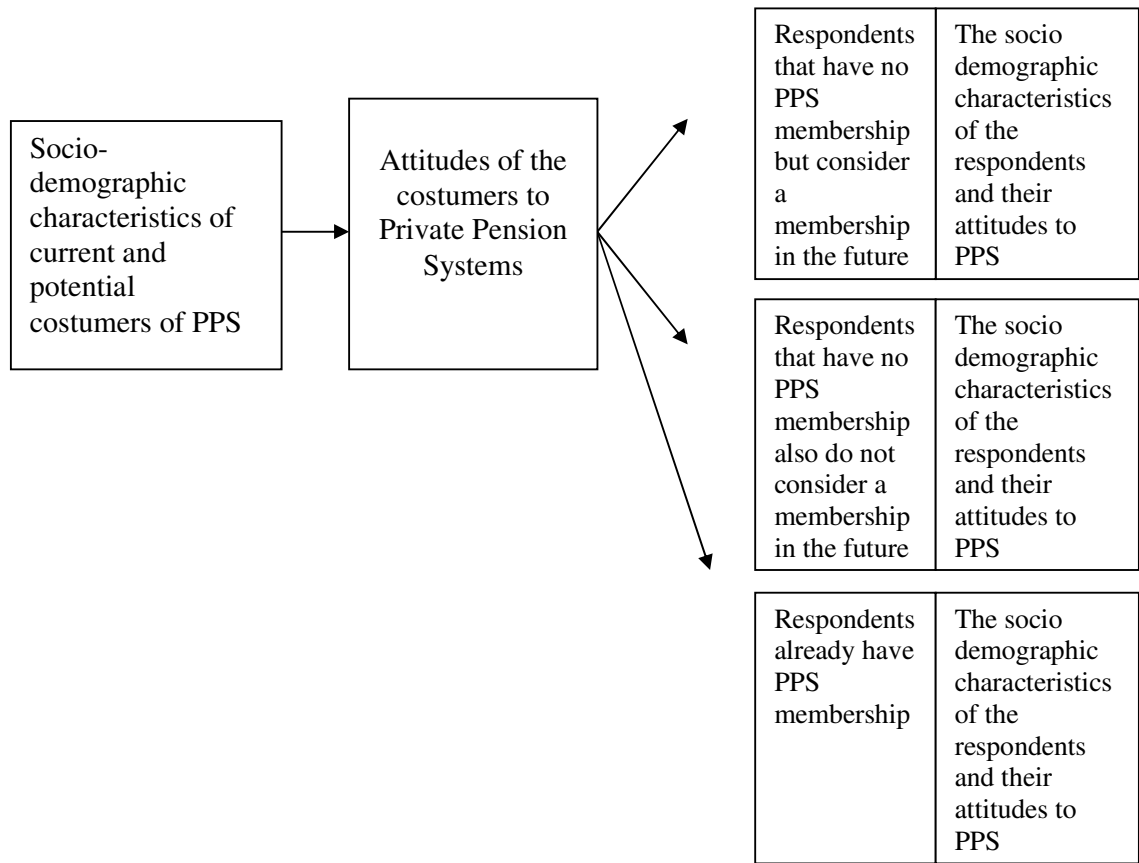 Socio-
demographic
characteristics of
current and
potential
costumers of PPS
Attitudes of the
costumers to
Private Pension
Systems
Respondents
that have no
PPS
membership
but consider
a
membership
in the future
The socio
demographic
characteristics
of the
respondents
and their
attitudes to
PPS
Respondents
that have no
PPS
membership
also do not
consider a
membership
in the future
The socio
demographic
characteristics
of the
respondents
and their
attitudes to
PPS
Respondents
already have
PPS
membership
The socio
demographic
characteristics
of the
respondents
and their
attitudes to
PPS